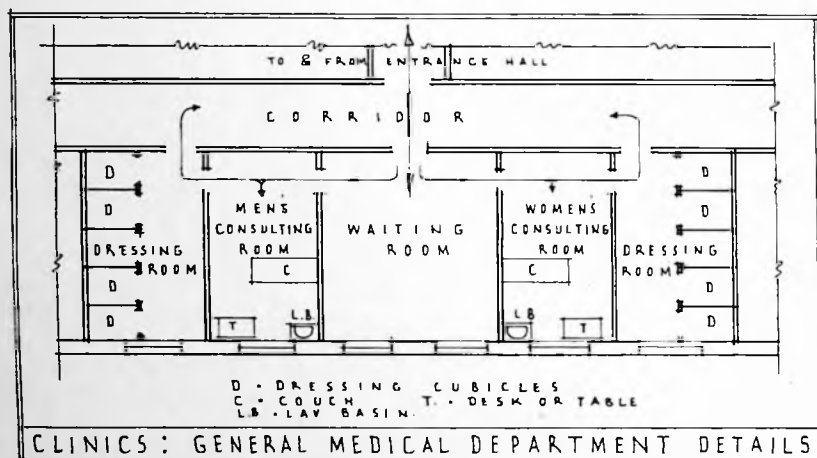 TO & FROM ENTRANCE HALL
CORRIDOR
D
D
DRESSING
ROOM
D
D
MENS
CONSULTING
ROOM
C
T
L.B
WAITING
ROOM
WOMENS
CONSULTING
ROOM
C
LB
T
DRESSING
ROOM
D
D
D
D
D • DRESSING CUBICLES
C • COUCH T. • DESK OR TABLE
L.B • LAV BASIN.
CLINICS: GENERAL MEDICAL DEPARTMENT DETAILS